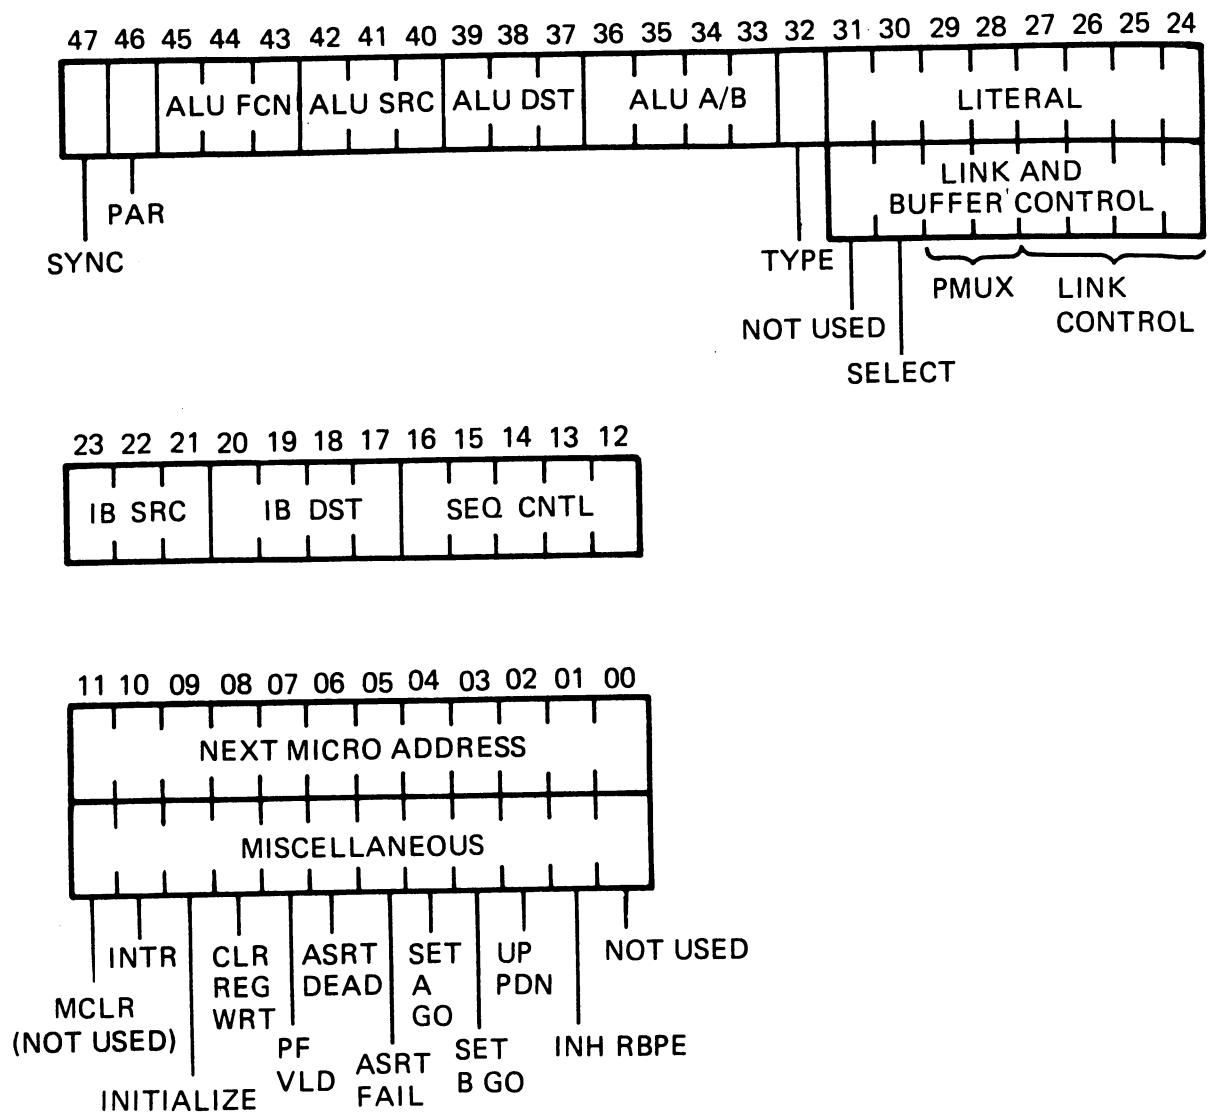 47 46 45 44 43 42 41 40 39 38 37 36 35 34 33 32 31 30 29 28 27 26 25 24
ALU FCN ALU SRC ALU DST ALU A/B LITERAL
LINK AND
BUFFER CONTROL
PAR
SYNC
TYPE
PMUX
LINK
CONTROL
NOT USED
SELECT
23 22 21 20 19 18 17 16 15 14 13 12
IB SRC IB DST SEQ CNTL
11 10 09 08 07 06 05 04 03 02 01 00
NEXT MICRO ADDRESS
MISCELLANEOUS
MCLR
(NOT USED)
INTR
INITIALIZE
CLR
REG
WRT
PF
VLD
ASRT
DEAD
ASRT
FAIL
SET
A
GO
SET
B GO
UP
PDN
INH RBPE
NOT USED